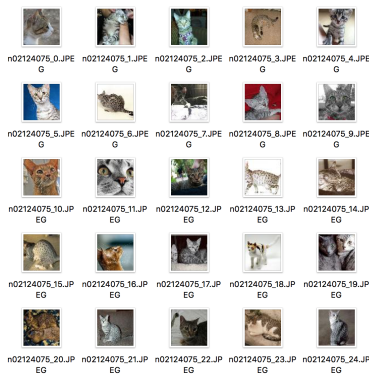 n02124075_0.JPE n02124075_1.JPE n02124075_2.JPE n02124075_3.JPE n02124075_4.JPE
G G G G G
n02124075_5.JPE n02124075_6.JPE n02124075_7.JPE n02124075_8.JPE n02124075_9.JPE
G G G G G
n02124075_10.JP n02124075_11.JP n02124075_12.JP n02124075_13.JP n02124075_14.JP
EG EG EG EG EG
n02124075_15.JP n02124075_16.JP n02124075_17.JP n02124075_18.JP n02124075_19.JP
EG EG EG EG EG
n02124075_20.JP n02124075_21.JP n02124075_22.JP n02124075_23.JP n02124075_24.JP
EG EG EG EG EG